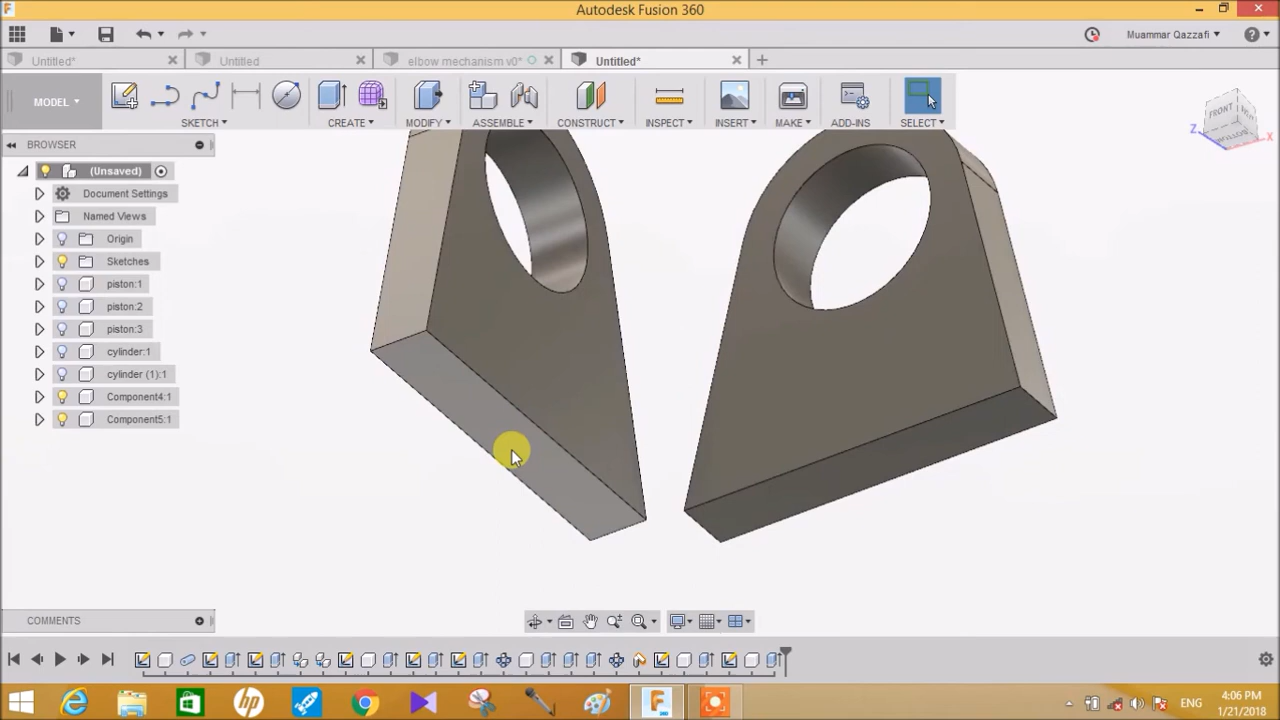 Autodesk Fusion 360
Muammar Qazzafi
Untitled*
Untitled
elbow mechanism v0*
Untitled*
MODEL
SKETCH
CREATE
MODIFY
ASSEMBLE
CONSTRUCT
INSPECT
INSERT
MAKE
ADD-INS
SELECT
FRONT
BOTTOM
Z
X
BROWSER
(Unsaved)
Document Settings
Named Views
Origin
Sketches
piston:1
piston:2
piston:3
cylinder:1
cylinder (1):1
Component4:1
Component5:1
COMMENTS
ENG
4:06 PM
1/21/2018